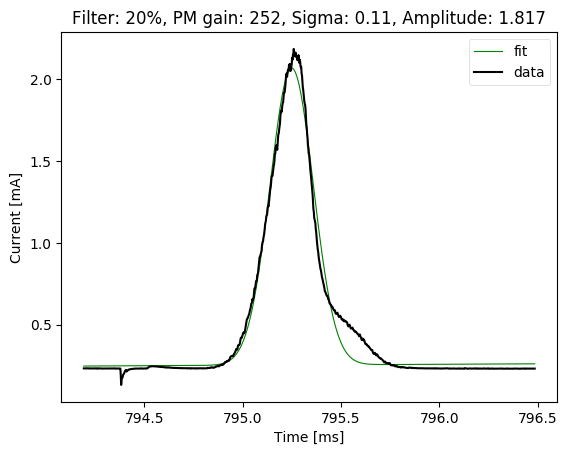 Filter: 20%, PM gain: 252, Sigma: 0.11, Amplitude: 1.817
fit
data
2.0
1.5
1.0
0.5
Current [mA]
794.5 795.0 795.5 796.0 796.5
Time [ms]